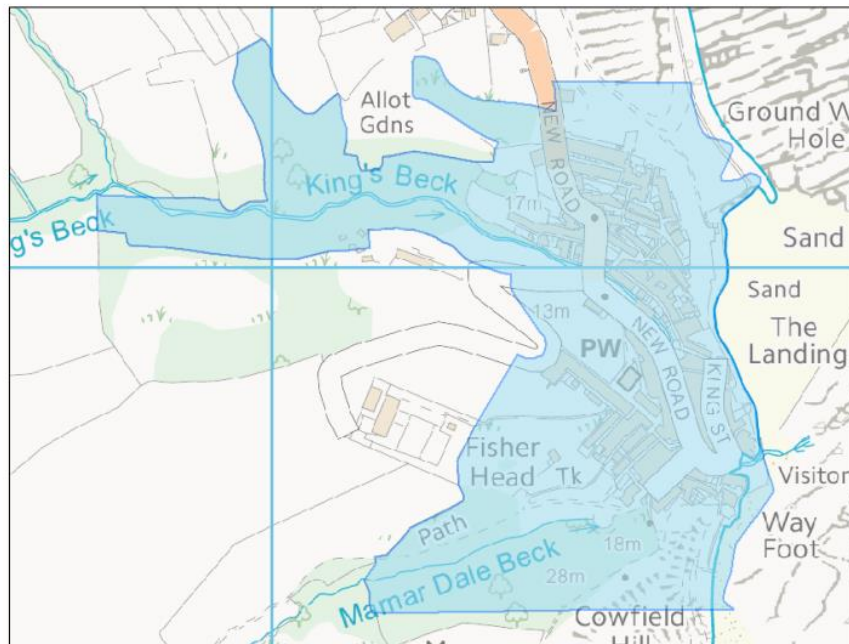 Allot
Gdns
NEW ROAD
Ground W
Hole
King's Beck
17m
g's Beck
Sand
Sand
13m
The
Landing
PW
NEW ROAD
KING ST
Fisher
Head
Tk
Visitor
Path
Way
Foot
18m
28m
Mamar Dale Beck
Cowfield
Hill